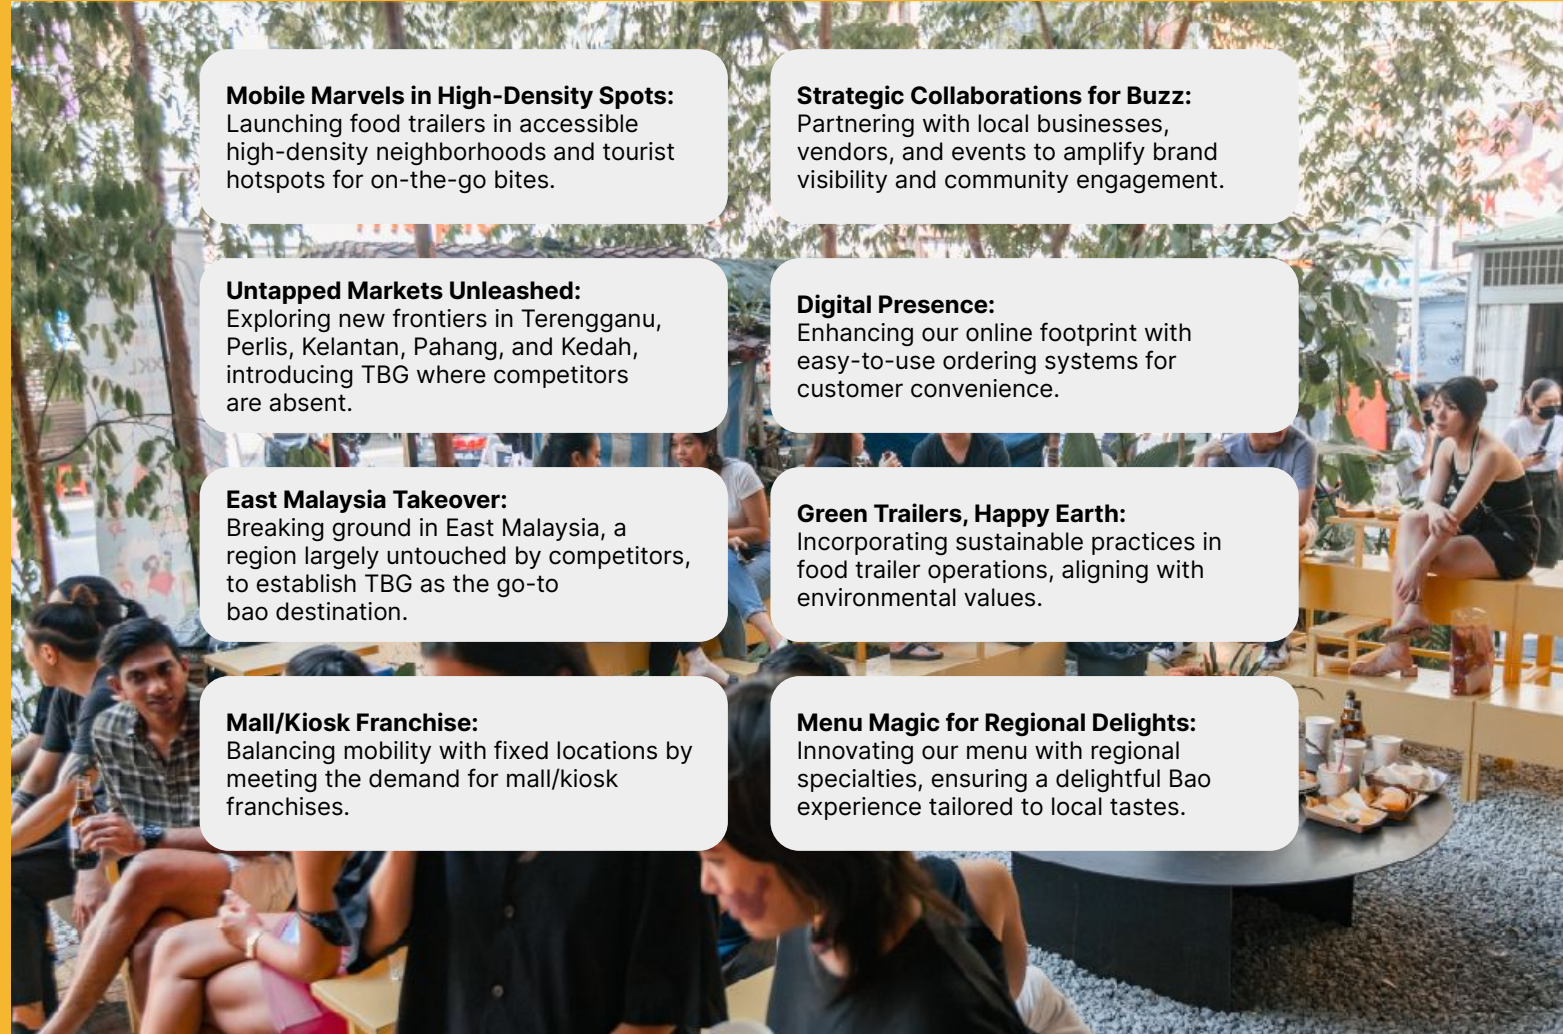 Mobile Marvels in High-Density Spots:
Launching food trailers in accessible
high-density neighborhoods and tourist
hotspots for on-the-go bites.
Strategic Collaborations for Buzz:
Partnering with local businesses,
vendors, and events to amplify brand
visibility and community engagement.
Untapped Markets Unleashed:
Exploring new frontiers in Terengganu,
Perlis, Kelantan, Pahang, and Kedah,
introducing TBG where competitors
are absent.
Digital Presence:
Enhancing our online footprint with
easy-to-use ordering systems for
customer convenience.
East Malaysia Takeover:
Breaking ground in East Malaysia, a
region largely untouched by competitors,
to establish TBG as the go-to
bao destination.
Green Trailers, Happy Earth:
Incorporating sustainable practices in
food trailer operations, aligning with
environmental values.
Mall/Kiosk Franchise:
Balancing mobility with fixed locations by
meeting the demand for mall/kiosk
franchises.
Menu Magic for Regional Delights:
Innovating our menu with regional
specialties, ensuring a delightful Bao
experience tailored to local tastes.